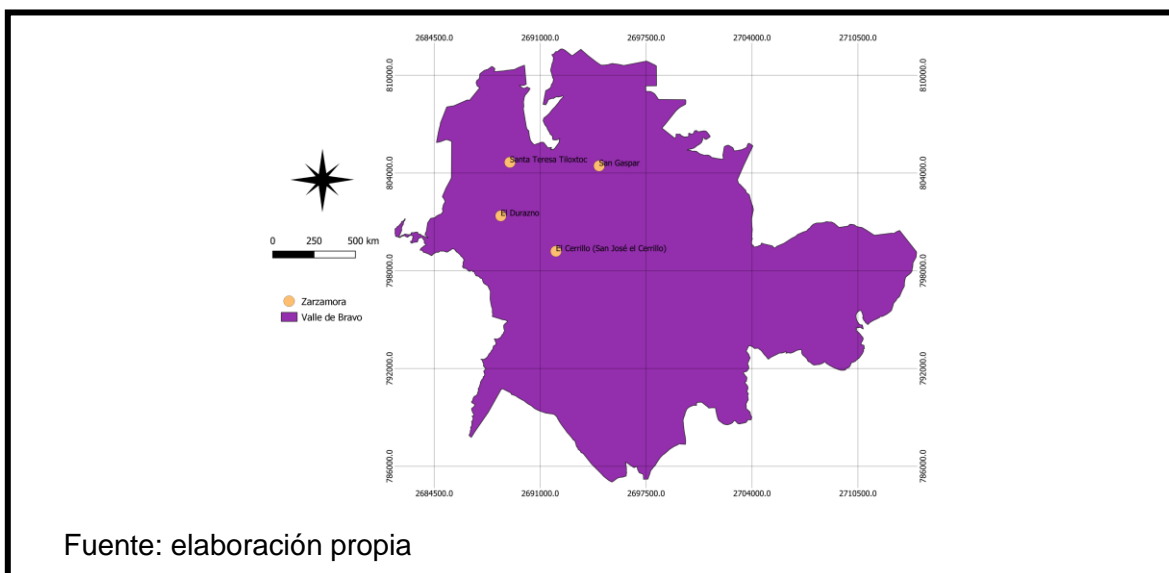 2684500.0 2691000.0 2697500.0 2704000.0 2710500.0
810000.0 810000.0
Santa Teresa Tiloxtoc San Gaspar
804000.0 804000.0
El Durazno
El Cerrillo (San José el Cerrillo)
0 250 500 km
798000.0 798000.0
Zarzamora
Valle de Bravo
792000.0 792000.0
786000.0 786000.0
2684500.0 2691000.0 2697500.0 2704000.0 2710500.0
Fuente: elaboración propia